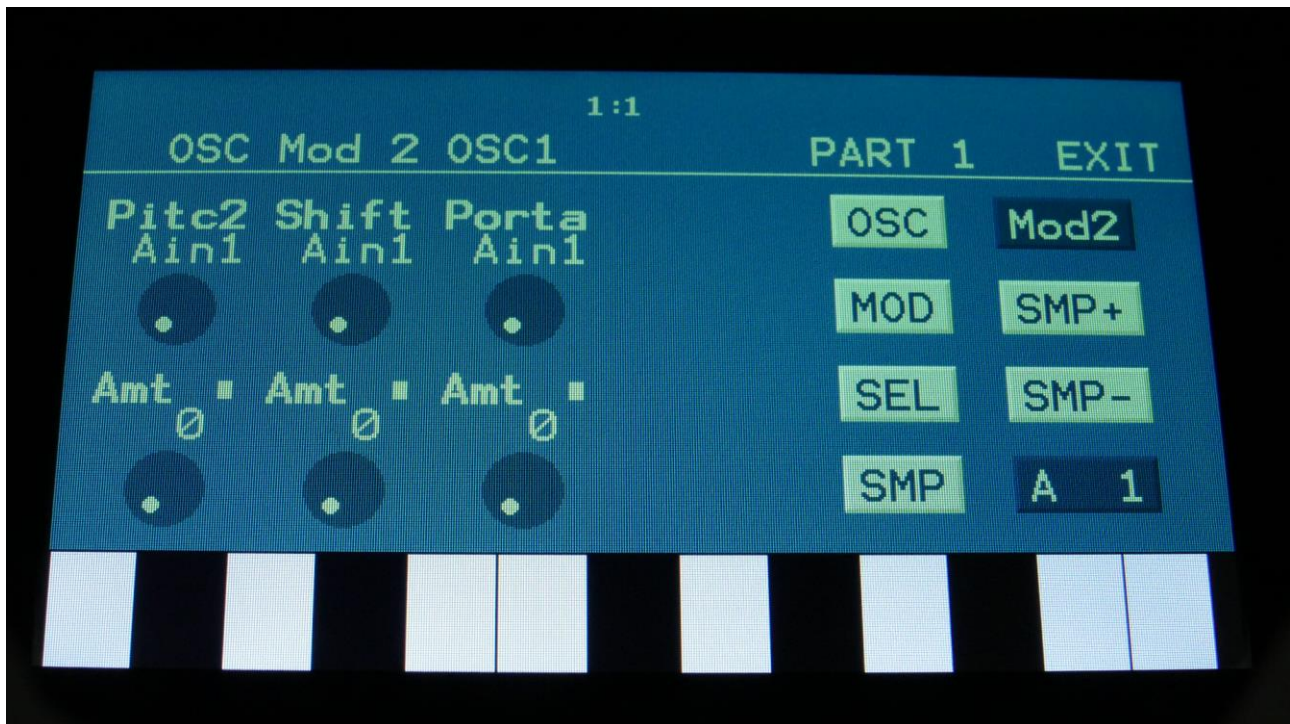 1:1
OSC Mod 2 OSC1 PART 1 EXIT
Pitc2 Shift Porta OSC Mod2
Ain1 Ain1 Ain1
MOD SMP+
Amt Amt Amt SEL SMP-
0 0 0
SMP A 1